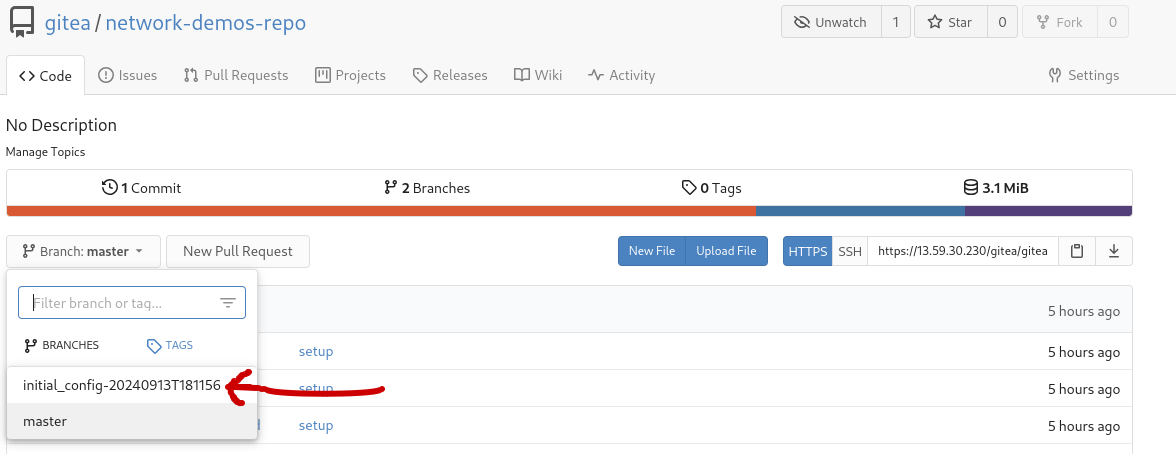 gitea / network-demos-repo
Unwatch 1 Star 0 Fork 0
Code Issues Pull Requests Projects Releases Wiki Activity Settings
No Description
Manage Topics
1 Commit 2 Branches 0 Tags 3.1 MiB
Branch: master New Pull Request New File Upload File HTTPS SSH https://13.59.30.230/gitea/gitea
Filter branch or tag...
5 hours ago
BRANCHES TAGS
setup 5 hours ago
initial_config-20240913T181156
setup 5 hours ago
master
setup 5 hours ago